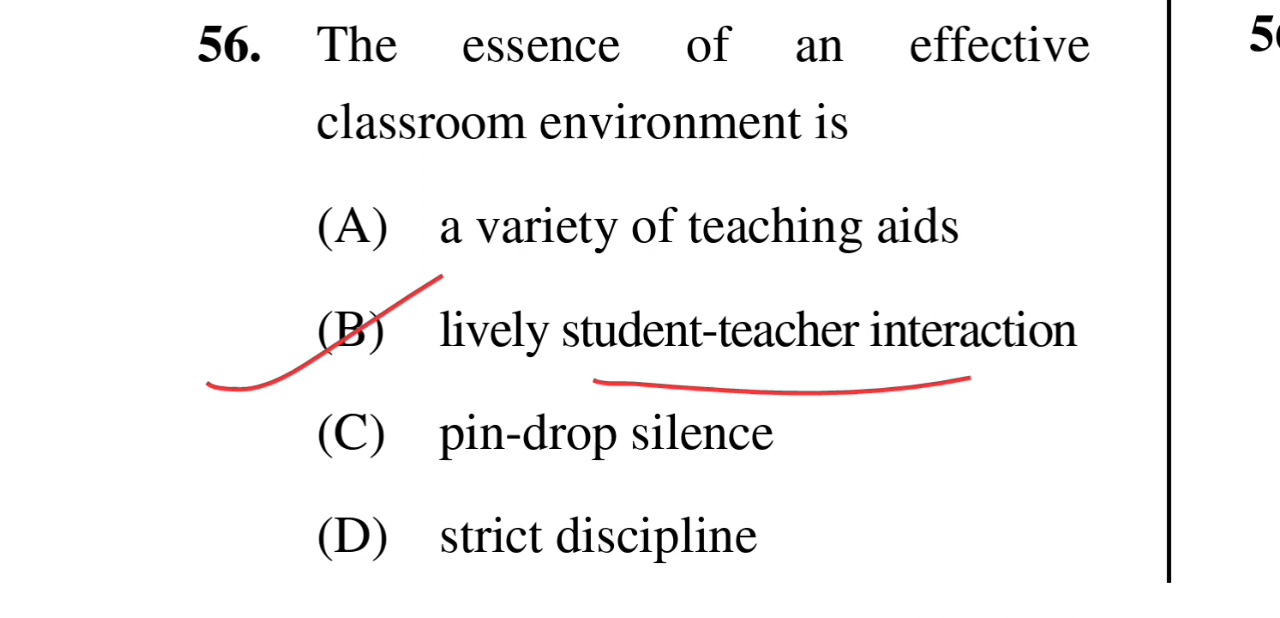 56. The essence of an effective
classroom environment is
(A) a variety of teaching aids
(B) lively student-teacher interaction
(C) pin-drop silence
(D) strict discipline